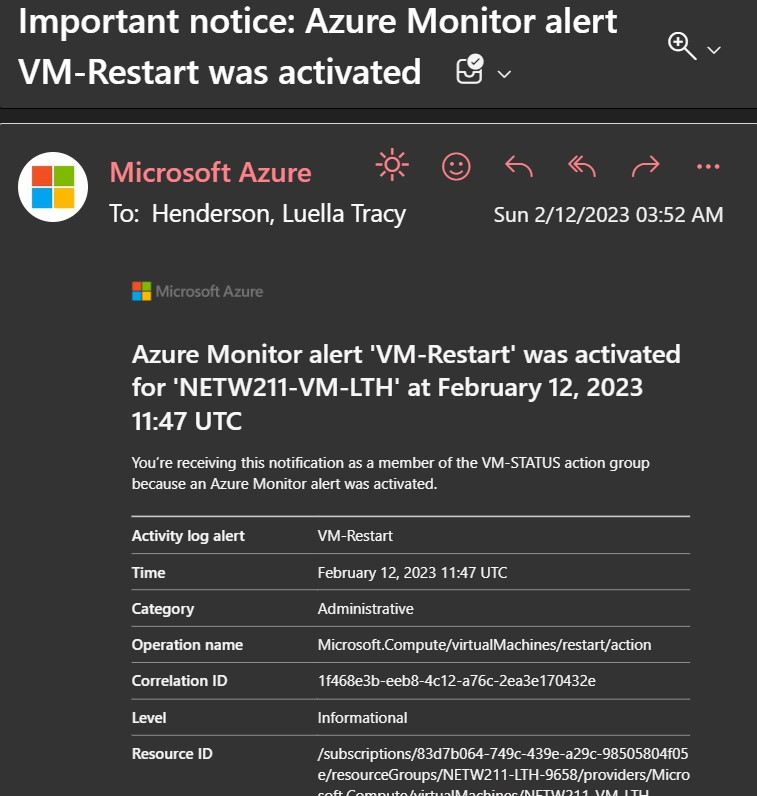 Important notice: Azure Monitor alert
VM-Restart was activated
Microsoft Azure
To: Henderson, Luella Tracy
Sun 2/12/2023 03:52 AM
Microsoft Azure
Azure Monitor alert 'VM-Restart' was activated
for 'NETW211-VM-LTH' at February 12, 2023
11:47 UTC
You're receiving this notification as a member of the VM-STATUS action group
because an Azure Monitor alert was activated.
Activity log alert VM-Restart
Time February 12, 2023 11:47 UTC
Category Administrative
Operation name Microsoft.Compute/virtualMachines/restart/action
Correlation ID 1f468e3b-eeb8-4c12-a76c-2ea3e170432e
Level Informational
Resource ID /subscriptions/83d7b064-749c-439e-a29c-98505804f05
e/resourceGroups/NETW211-LTH-9658/providers/Micro
soft.Compute/virtualMachines/NETW211-VM-LTH